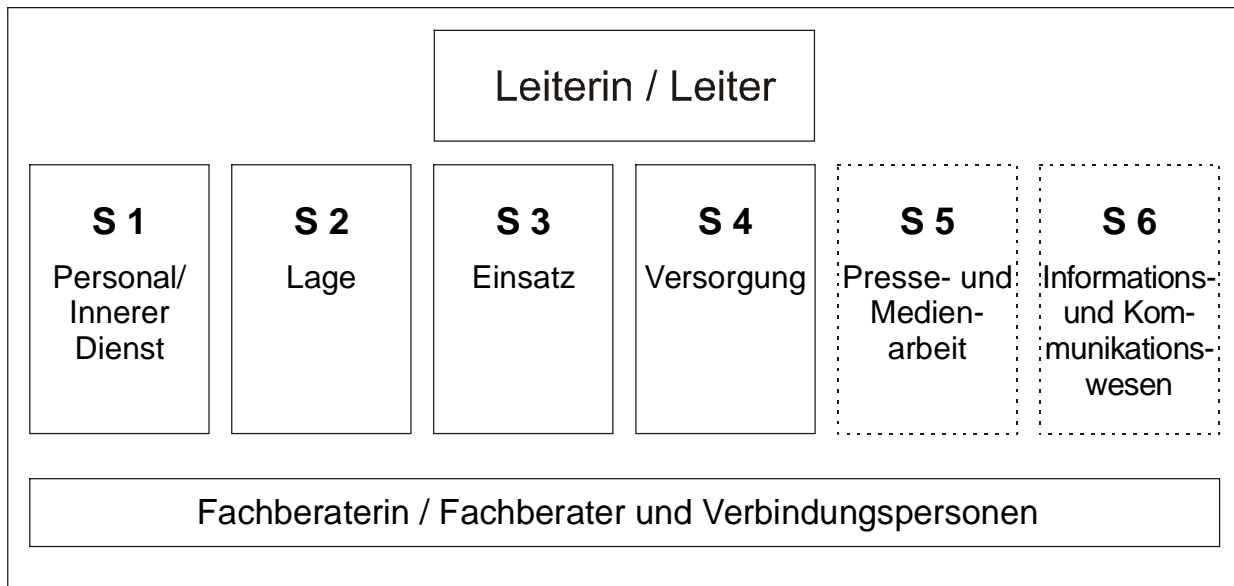 Leiterin / Leiter
S 1
Personal/
Innerer
Dienst
S 2
Lage
S 3
Einsatz
S 4
Versorgung
S 5
Presse- und
Medien-
arbeit
S 6
Informations-
und Kom-
munikations-
wesen
Fachberaterin / Fachberater und Verbindungspersonen